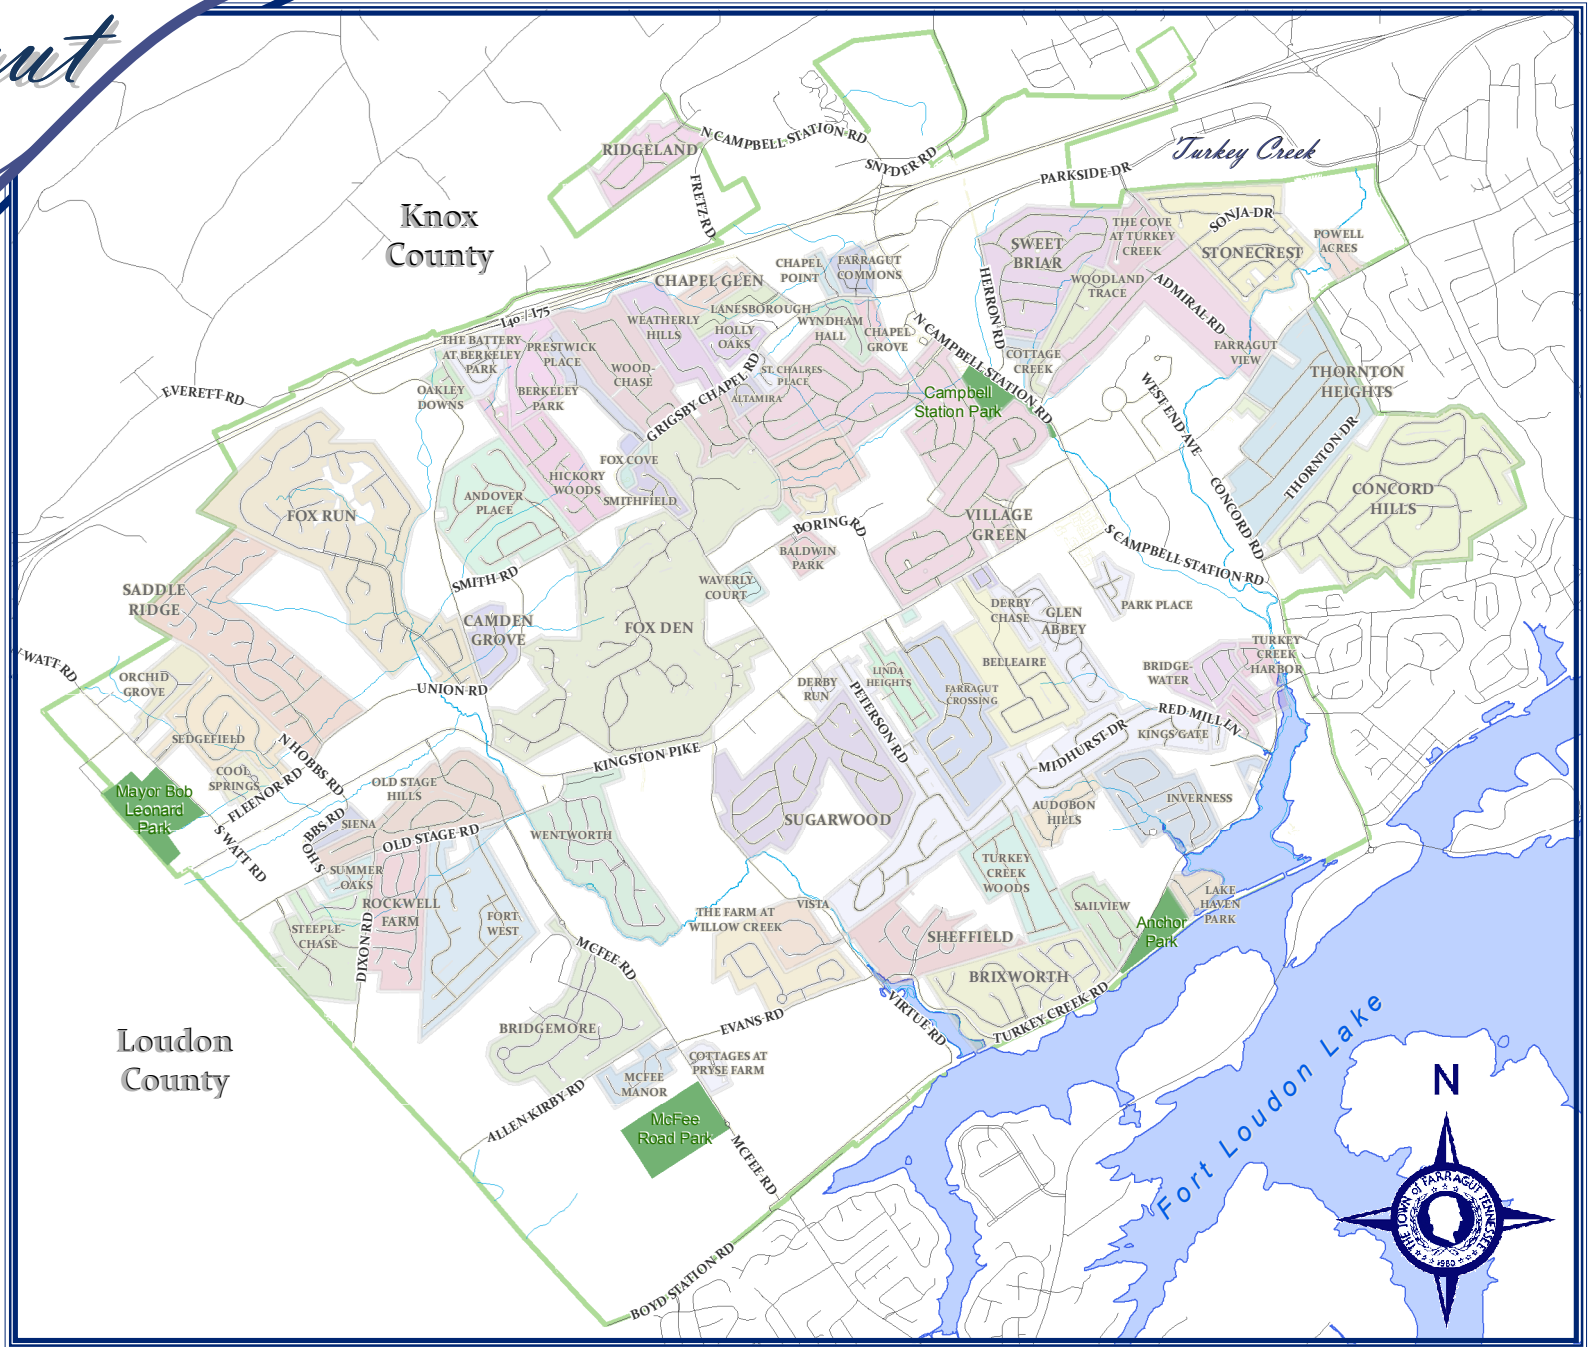 N CAMPBELL STATION RD
RIDGELAND
SNYDER RD
Turkey Creek
PARKSIDE DR
FRETZ RD
Knox
County
SONJA DR
THE COVE
AT TURKEY
CREEK
SWEET
BRIAR
POWELL
ACRES
STONECREST
CHAPEL
POINT
FARRAGUT
COMMONS
CHAPEL GLEN
WOODLAND
TRACE
HERRON RD
ADMIRAL RD
I40 / I75
LANESBOROUGH
WEATHERLY
HILLS
HOLLY
OAKS
WYNDHAM
HALL
CHAPEL
GROVE
N CAMPBELL STATION RD
THE BATTERY
AT BERKELEY
PARK
PRESTWICK
PLACE
COTTAGE
CREEK
FARRAGUT
VIEW
WOOD-
CHASE
ST. CHALRES
PLACE
THORNTON
HEIGHTS
EVERETT RD
OAKLEY
DOWNS
BERKELEY
PARK
ALTAMIRA
GRIGSBY CHAPEL RD
Campbell
Station Park
WEST END AVE
THORNTON DR
FOX COVE
ANDOVER
PLACE
HICKORY
WOODS
SMITHFIELD
CONCORD
HILLS
FOX RUN
BORING RD
VILLAGE
GREEN
CONCORD RD
BALDWIN
PARK
S CAMPBELL STATION RD
SMITH RD
WAVERLY
COURT
SADDLE
RIDGE
DERBY
CHASE
GLEN
ABBEY
PARK PLACE
CAMDEN
GROVE
FOX DEN
N WATT RD
BELLEAIRE
TURKEY
CREEK
HARBOR
BRIDGE-
WATER
ORCHID
GROVE
UNION RD
DERBY
RUN
LINDA
HEIGHTS
FARRAGUT
CROSSING
PETERSON RD
RED MILL LN
KINGS GATE
SEDGEFIELD
N HOBBS RD
KINGSTON PIKE
MIDHURST DR
COOL
SPRINGS
FLEENOR RD
OLD STAGE
HILLS
Mayor Bob
Leonard
Park
AUDOBON
HILLS
INVERNESS
SIENA
S HOBBS RD
OLD STAGE RD
WENTWORTH
SUGARWOOD
S WATT RD
SUMMER
OAKS
TURKEY
CREEK
WOODS
ROCKWELL
FARM
FORT
WEST
THE FARM AT
WILLOW CREEK
VISTA
SAILVIEW
LAKE
HAVEN
PARK
STEEPLE-
CHASE
DIXON RD
SHEFFIELD
Anchor
Park
MCFEE RD
BRIXWORTH
VIRTUE RD
TURKEY CREEK RD
BRIDGEMORE
EVANS RD
Loudon
County
COTTAGES AT
PRYSE FARM
MCFEE
MANOR
ALLEN KIRBY RD
McFee
Road Park
MCFEE RD
Fort Loudon Lake
N
THE TOWN of FARRAGUT TENNESSEE
1980
BOYD STATION RD